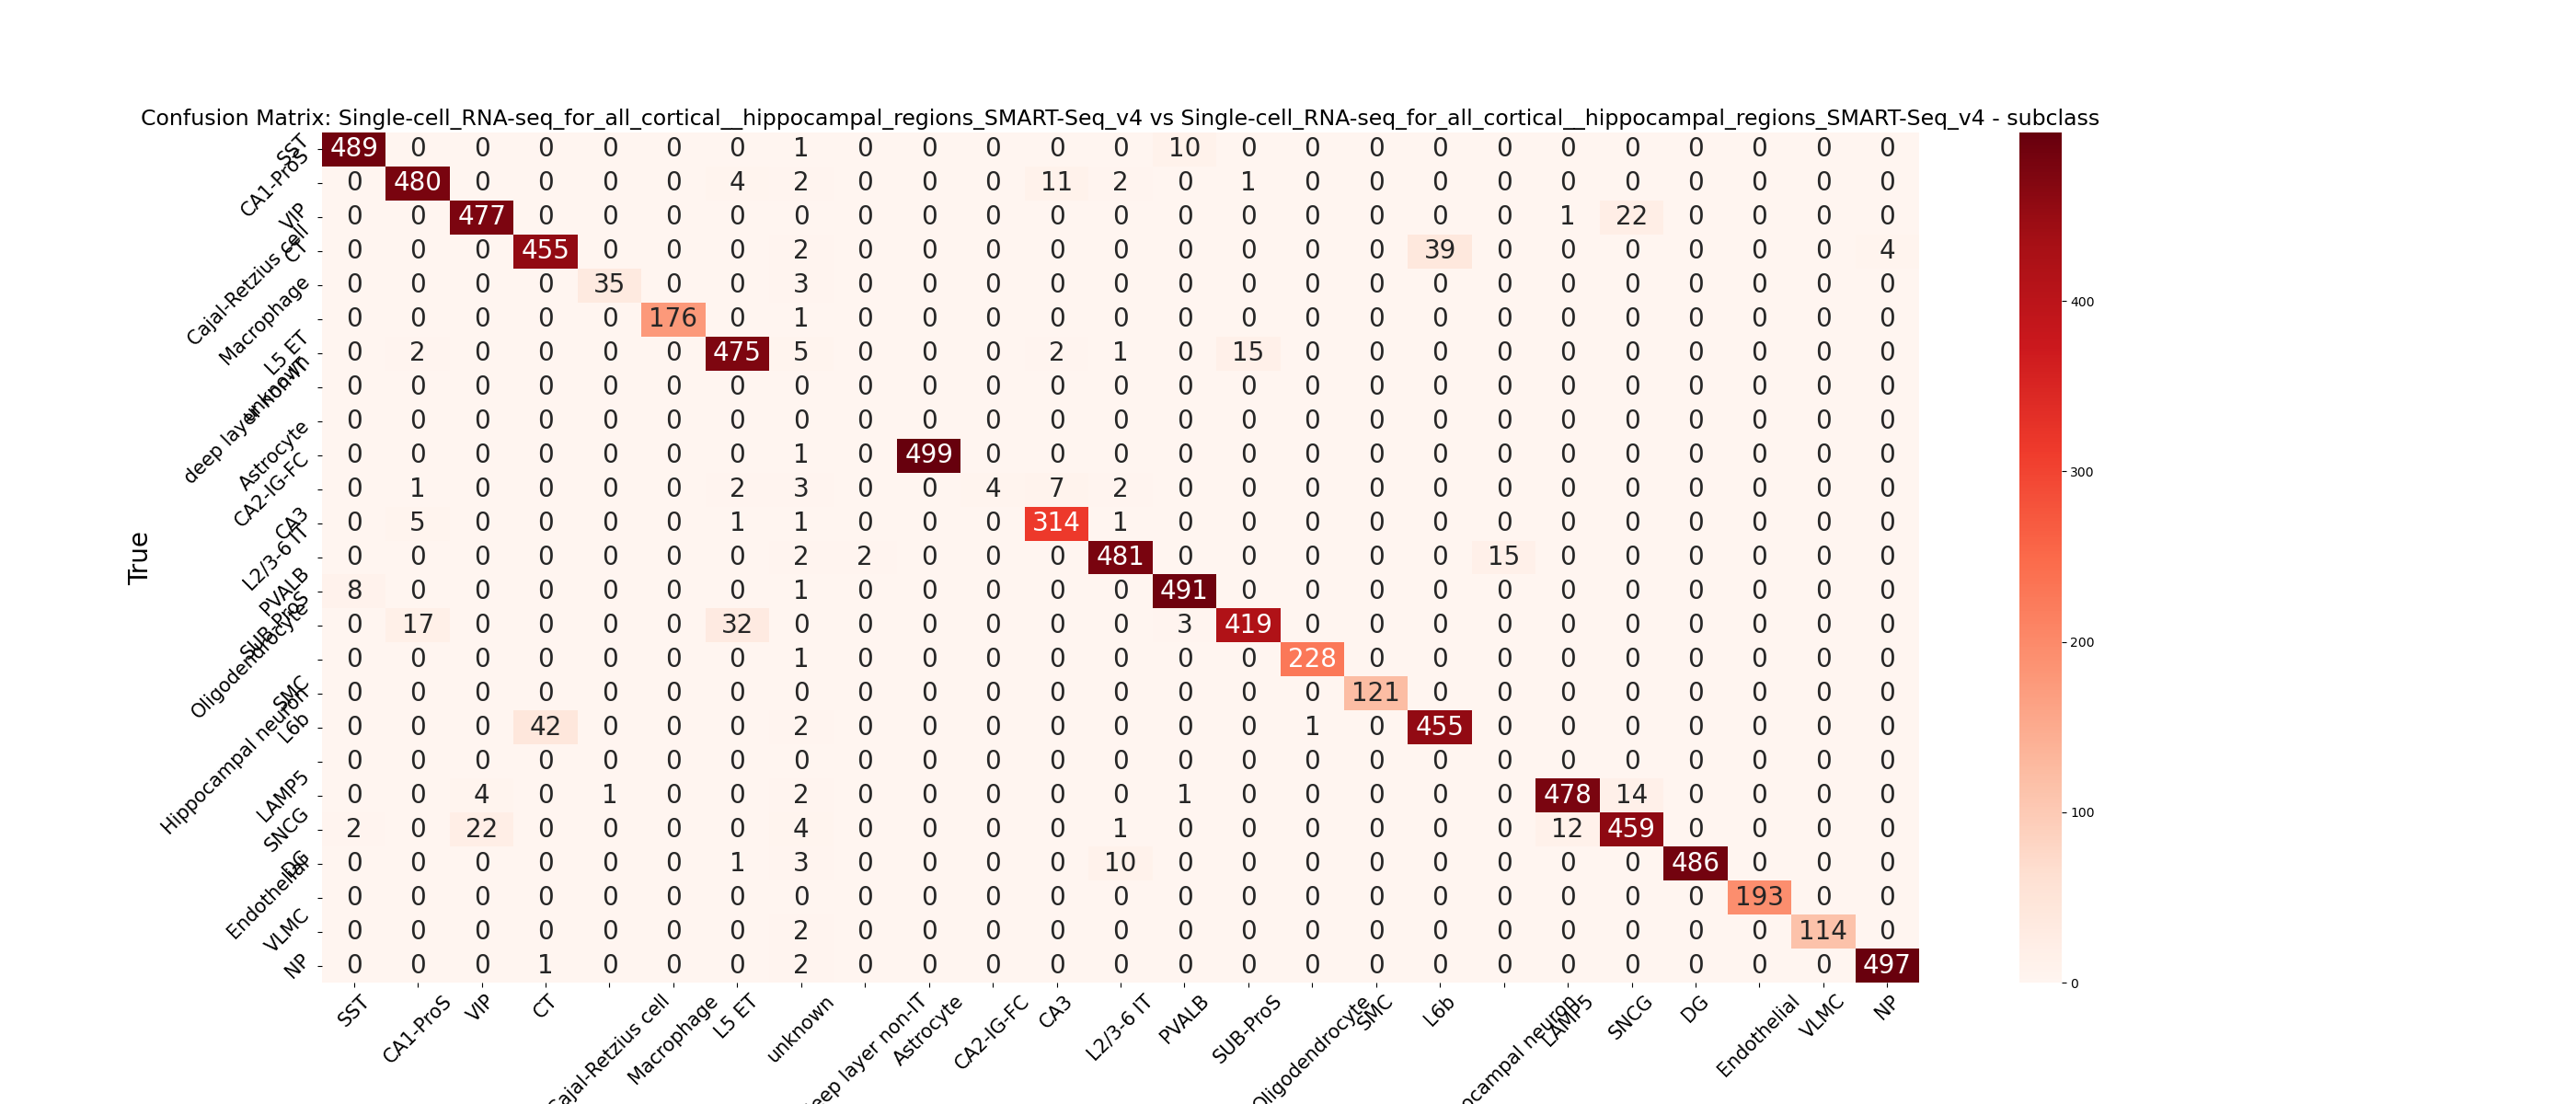 Confusion Matrix: Single-cell_RNA-seq_for_all_cortical__hippocampal_regions_SMART-Seq_v4 vs Single-cell_RNA-seq_for_all_cortical__hippocampal_regions_SMART-Seq_v4 - subclass
SST 489 0 0 0 0 0 0 1 0 0 0 0 0 10 0 0 0 0 0 0 0 0 0 0 0
CA1-ProS 0 480 0 0 0 0 4 2 0 0 0 11 2 0 1 0 0 0 0 0 0 0 0 0 0
VIP 0 0 477 0 0 0 0 0 0 0 0 0 0 0 0 0 0 0 0 1 22 0 0 0 0
CT 0 0 0 455 0 0 0 2 0 0 0 0 0 0 0 0 0 39 0 0 0 0 0 0 4
Cajal-Retzius cell 0 0 0 0 35 0 0 3 0 0 0 0 0 0 0 0 0 0 0 0 0 0 0 0 0
Macrophage 0 0 0 0 0 176 0 1 0 0 0 0 0 0 0 0 0 0 0 0 0 0 0 0 0
L5 ET 0 2 0 0 0 0 475 5 0 0 0 2 1 0 15 0 0 0 0 0 0 0 0 0 0
unknown 0 0 0 0 0 0 0 0 0 0 0 0 0 0 0 0 0 0 0 0 0 0 0 0 0
deep layer non-IT 0 0 0 0 0 0 0 0 0 0 0 0 0 0 0 0 0 0 0 0 0 0 0 0 0
Astrocyte 0 0 0 0 0 0 0 1 0 499 0 0 0 0 0 0 0 0 0 0 0 0 0 0 0
CA2-IG-FC 0 1 0 0 0 0 2 3 0 0 4 7 2 0 0 0 0 0 0 0 0 0 0 0 0
CA3 0 5 0 0 0 0 1 1 0 0 0 314 1 0 0 0 0 0 0 0 0 0 0 0 0
L2/3-6 IT 0 0 0 0 0 0 0 2 2 0 0 0 481 0 0 0 0 0 15 0 0 0 0 0 0
PVALB 8 0 0 0 0 0 0 1 0 0 0 0 0 491 0 0 0 0 0 0 0 0 0 0 0
SUB-ProS 0 17 0 0 0 0 32 0 0 0 0 0 0 3 419 0 0 0 0 0 0 0 0 0 0
Oligodendrocyte 0 0 0 0 0 0 0 1 0 0 0 0 0 0 0 228 0 0 0 0 0 0 0 0 0
SMC 0 0 0 0 0 0 0 0 0 0 0 0 0 0 0 0 121 0 0 0 0 0 0 0 0
L6b 0 0 0 42 0 0 0 2 0 0 0 0 0 0 0 1 0 455 0 0 0 0 0 0 0
Hippocampal neuron 0 0 0 0 0 0 0 0 0 0 0 0 0 0 0 0 0 0 0 0 0 0 0 0 0
LAMP5 0 0 4 0 1 0 0 2 0 0 0 0 0 1 0 0 0 0 0 478 14 0 0 0 0
SNCG 2 0 22 0 0 0 0 4 0 0 0 0 1 0 0 0 0 0 0 12 459 0 0 0 0
DG 0 0 0 0 0 0 1 3 0 0 0 0 10 0 0 0 0 0 0 0 0 486 0 0 0
Endothelial 0 0 0 0 0 0 0 0 0 0 0 0 0 0 0 0 0 0 0 0 0 0 193 0 0
VLMC 0 0 0 0 0 0 0 2 0 0 0 0 0 0 0 0 0 0 0 0 0 0 0 114 0
NP 0 0 0 1 0 0 0 2 0 0 0 0 0 0 0 0 0 0 0 0 0 0 0 0 497
True
SST CA1-ProS VIP CT Cajal-Retzius cell Macrophage L5 ET unknown deep layer non-IT Astrocyte CA2-IG-FC CA3 L2/3-6 IT PVALB SUB-ProS Oligodendrocyte SMC L6b ocampal neuron LAMP5 SNCG DG Endothelial VLMC NP
400
300
200
100
0